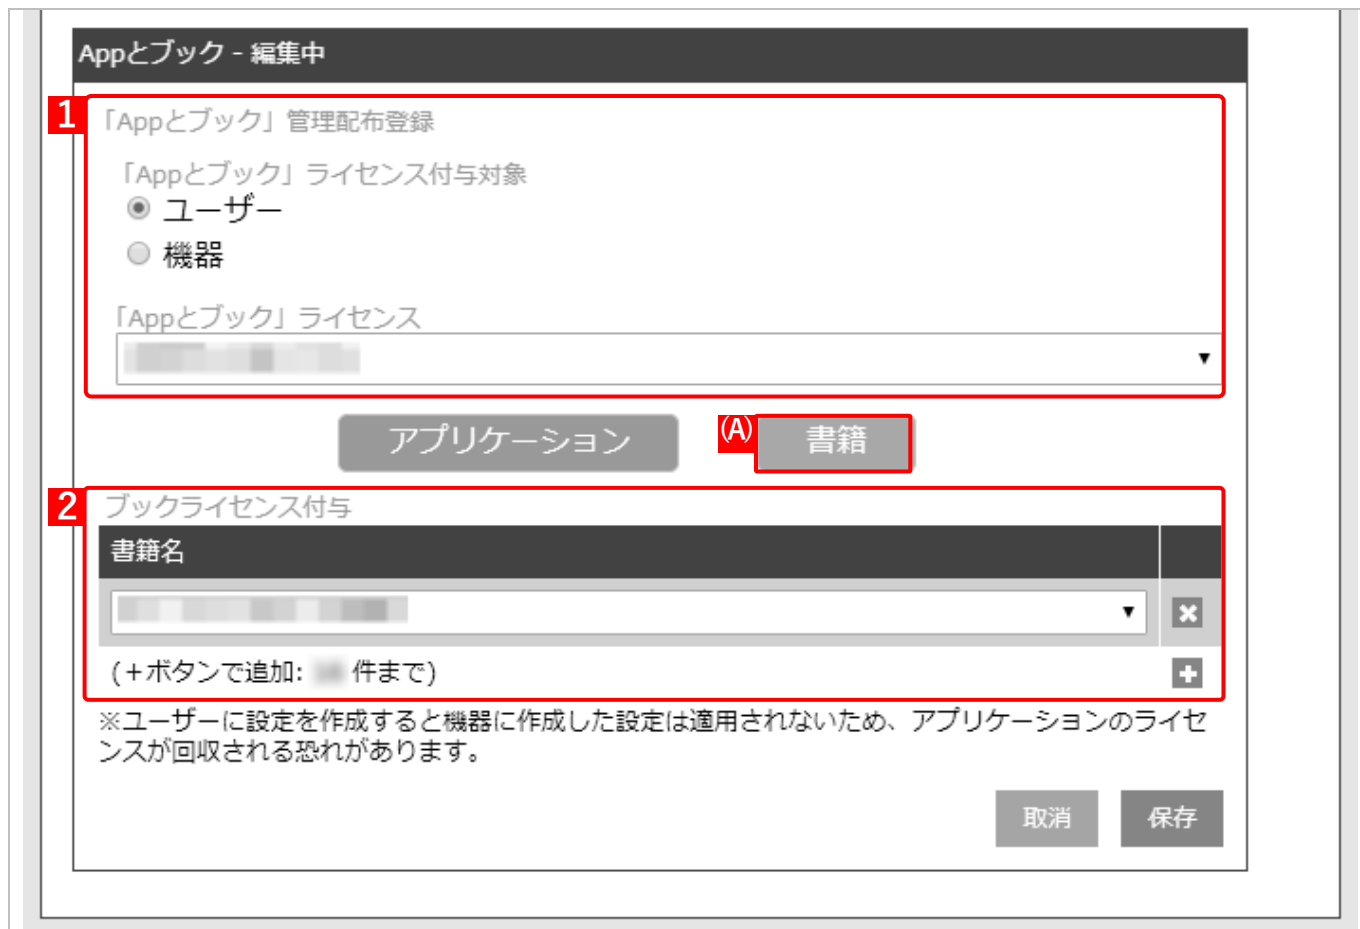 Appとブック - 編集中
1
「Appとブック」管理配布登録
「Appとブック」ライセンス付与対象
ユーザー
機器
「Appとブック」ライセンス
アプリケーション
(A)
書籍
2
ブックライセンス付与
書籍名
(+ボタンで追加: 件まで)
※ユーザーに設定を作成すると機器に作成した設定は適用されないため、アプリケーションのライセ
ンスが回収される恐れがあります。
取消
保存